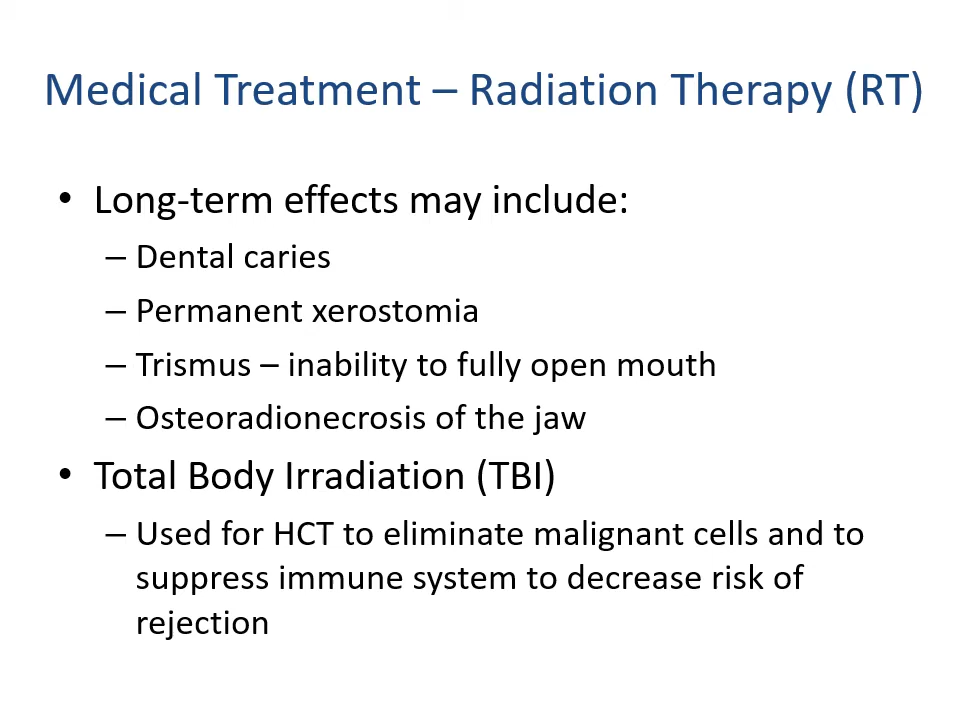 Medical Treatment – Radiation Therapy (RT)
• Long-term effects may include:
– Dental caries
– Permanent xerostomia
– Trismus – inability to fully open mouth
– Osteoradionecrosis of the jaw
• Total Body Irradiation (TBI)
– Used for HCT to eliminate malignant cells and to
suppress immune system to decrease risk of
rejection